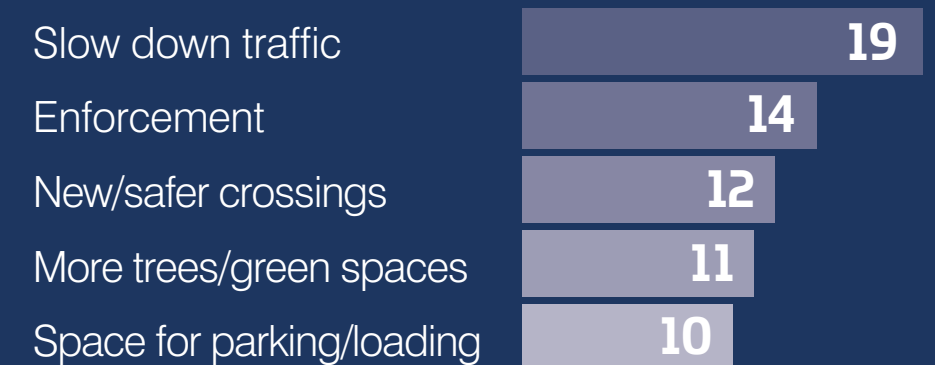 Slow down traffic 19
Enforcement 14
New/safer crossings 12
More trees/green spaces 11
Space for parking/loading 10